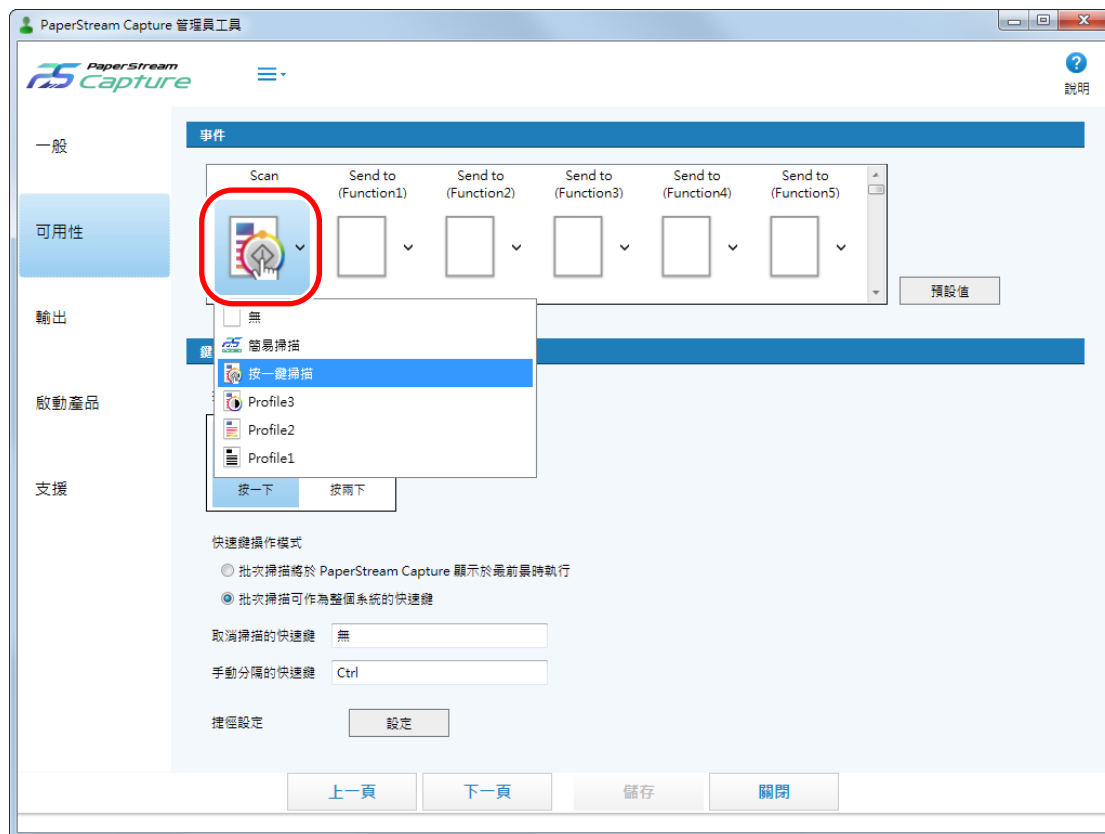 PaperStream Capture 管理員工具
PaperStream
Capture
說明
一般
可用性
輸出
啟動產品
支援
事件
Scan
Send to (Function1)
Send to (Function2)
Send to (Function3)
Send to (Function4)
Send to (Function5)
預設值
無
簡易掃描
按一鍵掃描
Profile3
Profile2
Profile1
鍵
按一下
按兩下
快速鍵操作模式
批次掃描將於 PaperStream Capture 顯示於最前景時執行
批次掃描可作為整個系統的快速鍵
取消掃描的快速鍵 無
手動分隔的快速鍵 Ctrl
捷徑設定 設定
上一頁 下一頁 儲存 關閉